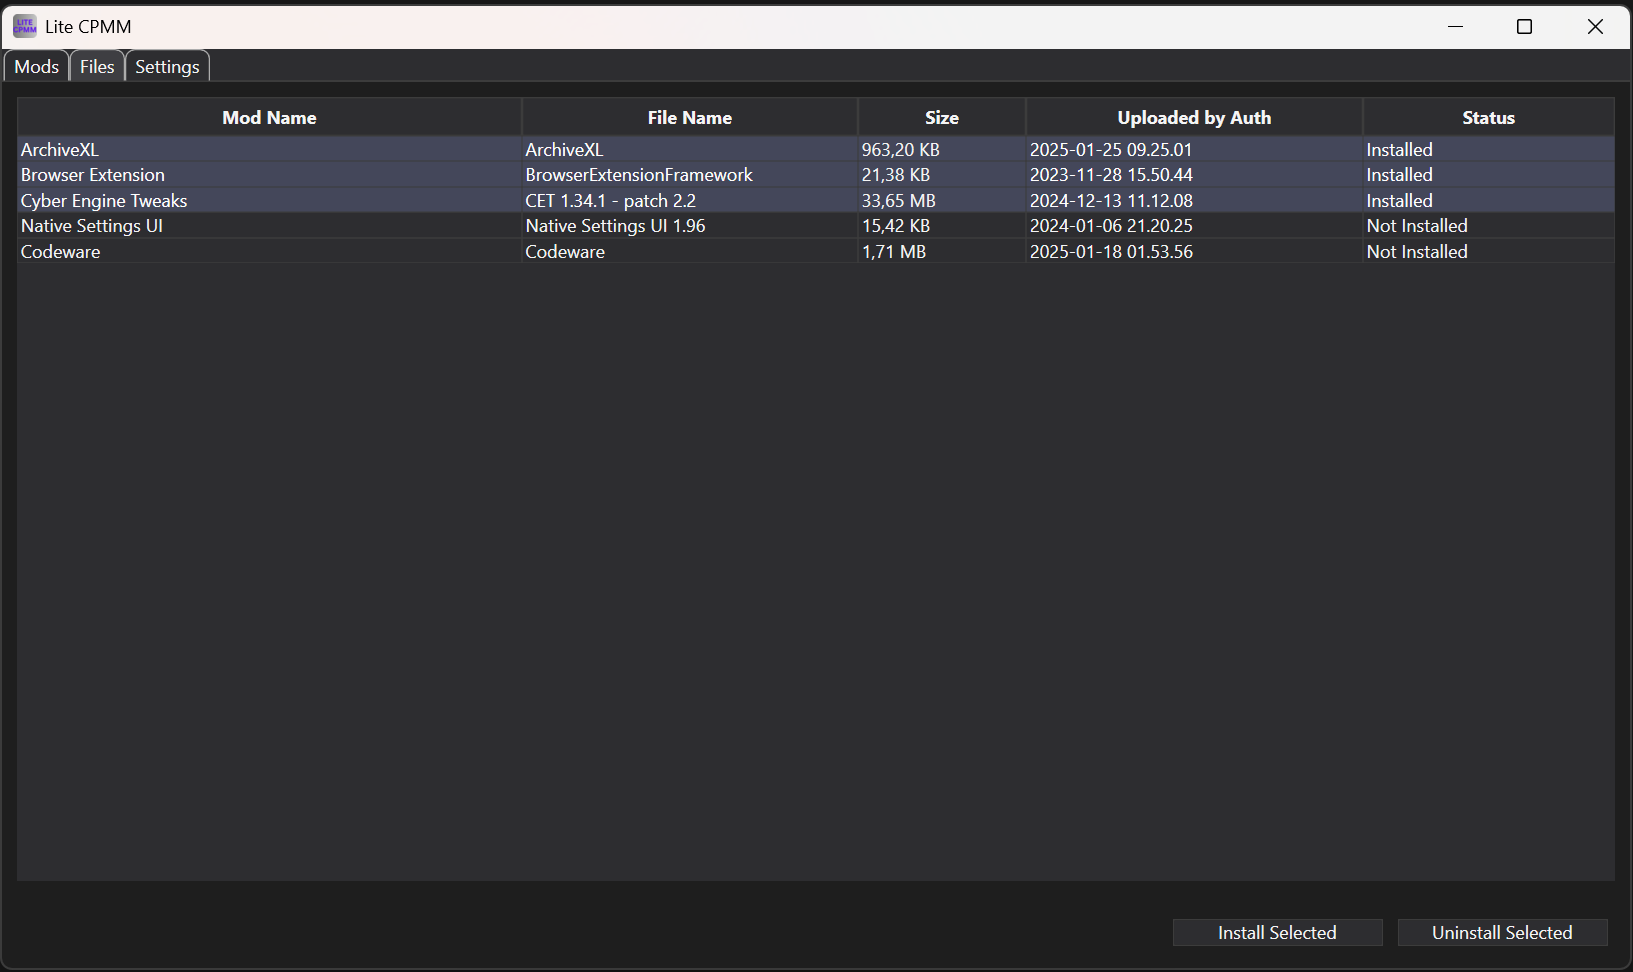 LITE
CPMM
Lite CPMM
Mods Files Settings
Mod Name File Name Size Uploaded by Auth Status
ArchiveXL ArchiveXL 963,20 KB 2025-01-25 09.25.01 Installed
Browser Extension BrowserExtensionFramework 21,38 KB 2023-11-28 15.50.44 Installed
Cyber Engine Tweaks CET 1.34.1 - patch 2.2 33,65 MB 2024-12-13 11.12.08 Installed
Native Settings UI Native Settings UI 1.96 15,42 KB 2024-01-06 21.20.25 Not Installed
Codeware Codeware 1,71 MB 2025-01-18 01.53.56 Not Installed
Install Selected Uninstall Selected